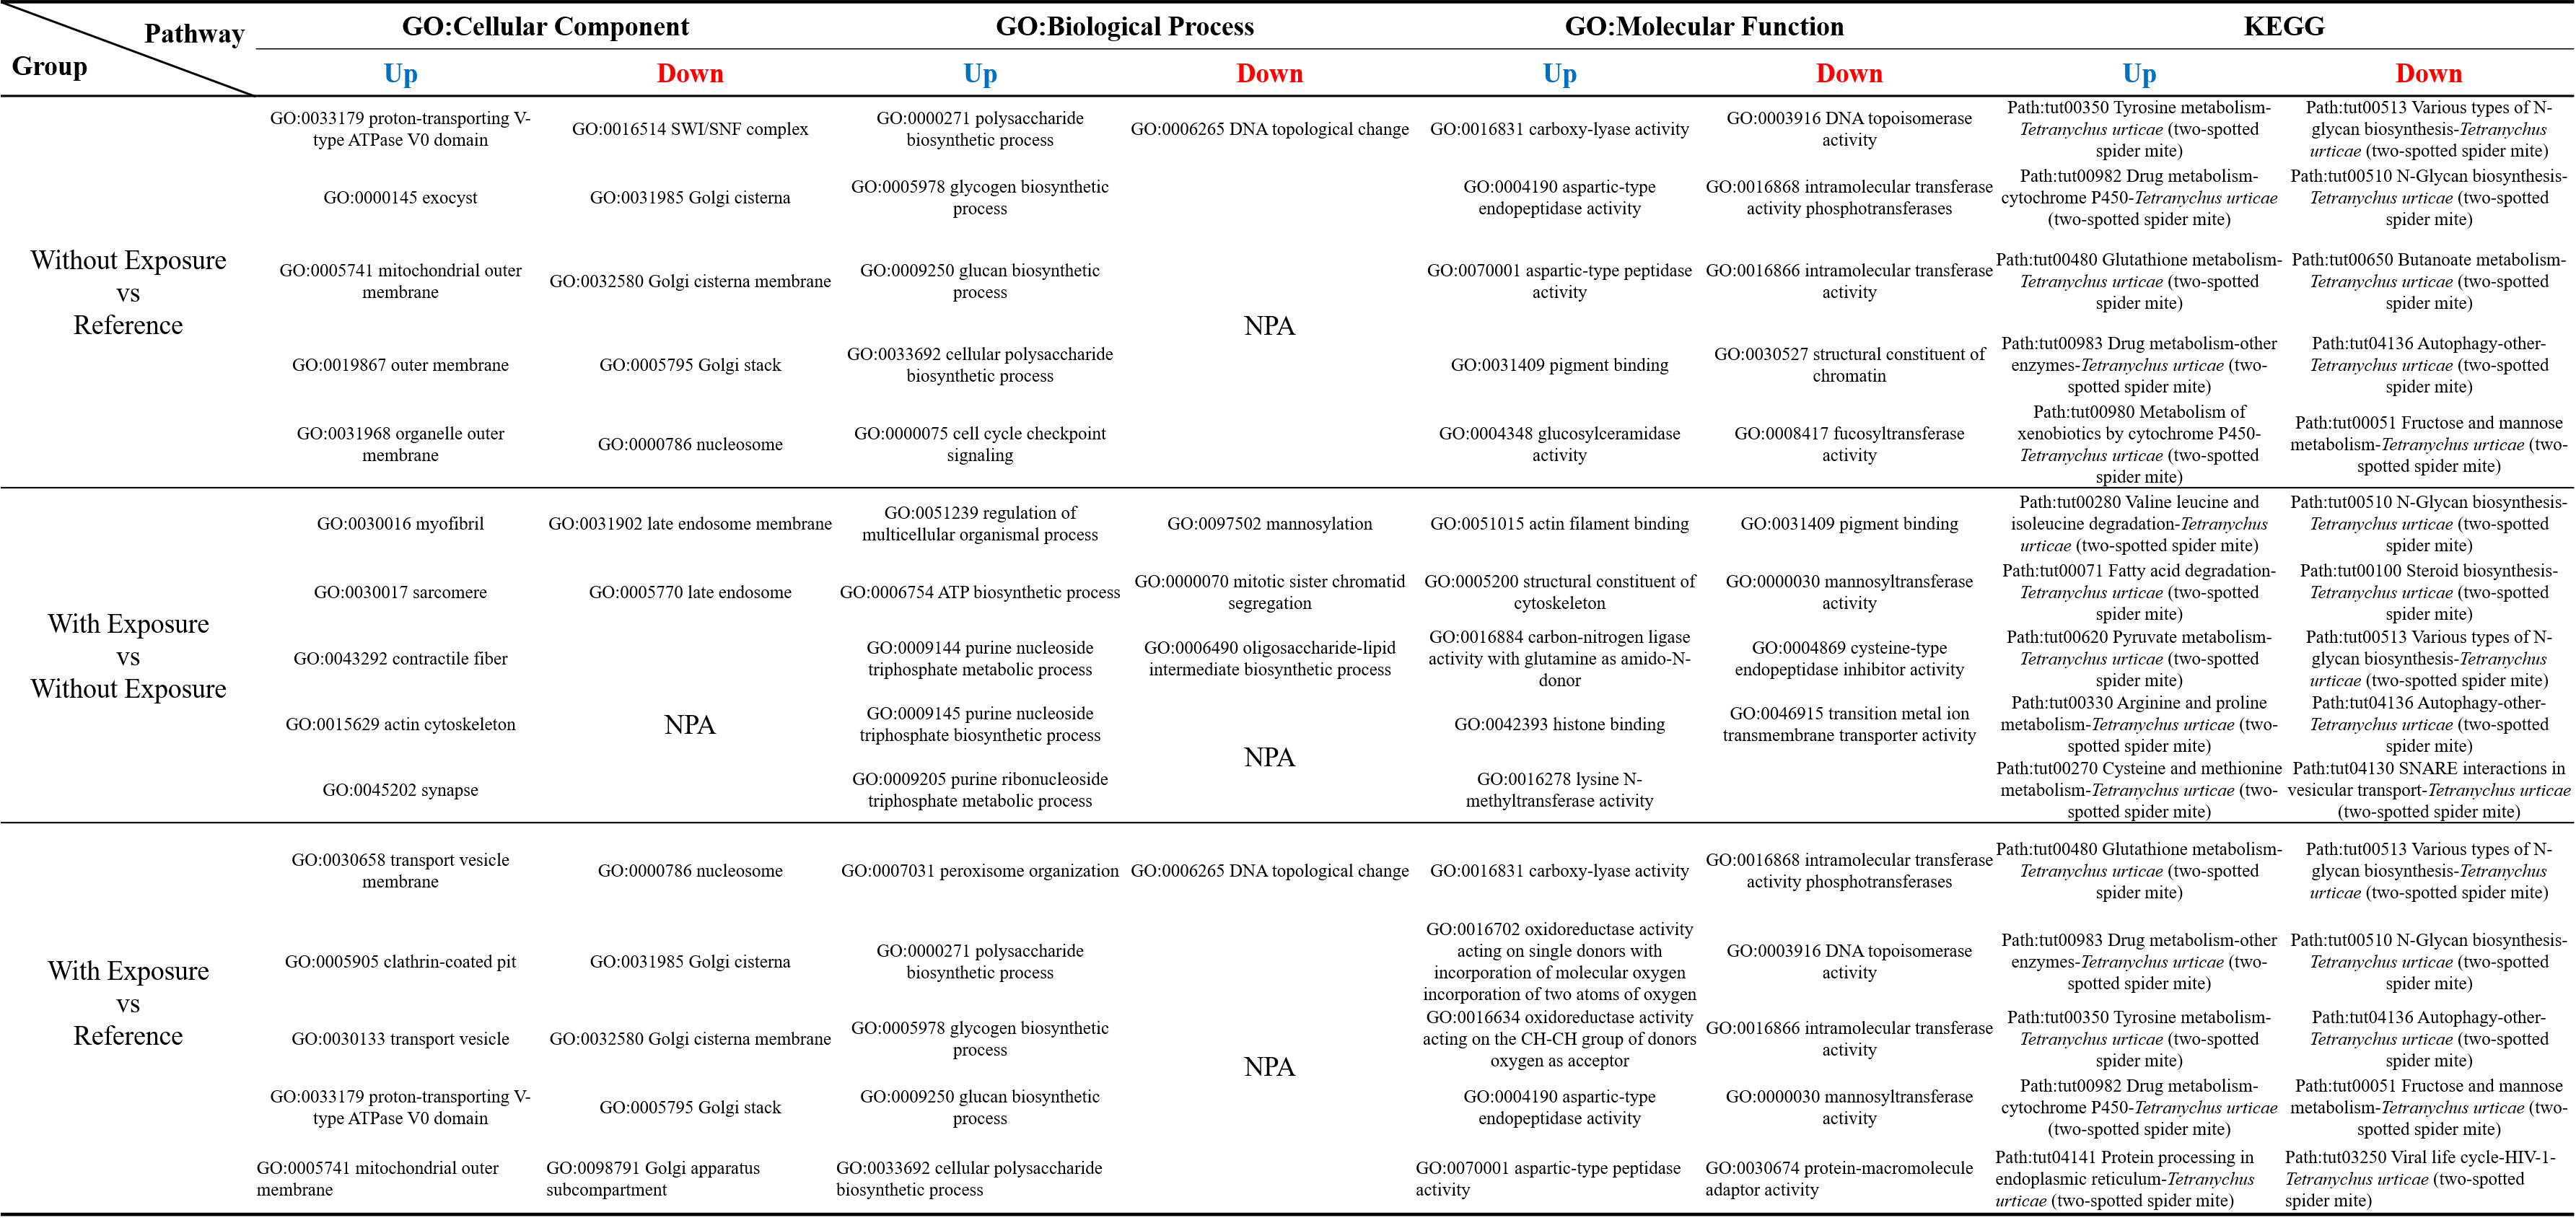 Pathway
Group
GO:Cellular Component
GO:Biological Process
GO:Molecular Function
KEGG
Up
Down
Up
Down
Up
Down
Up
Down
Without Exposure
vs
Reference
GO:0033179 proton-transporting V-
type ATPase V0 domain
GO:0016514 SWI/SNF complex
GO:0000271 polysaccharide
biosynthetic process
GO:0006265 DNA topological change
GO:0016831 carboxy-lyase activity
GO:0003916 DNA topoisomerase
activity
Path:tut00350 Tyrosine metabolism-
Tetranychus urticae (two-spotted
spider mite)
Path:tut00513 Various types of N-
glycan biosynthesis-Tetranychus
urticae (two-spotted spider mite)
GO:0000145 exocyst
GO:0031985 Golgi cisterna
GO:0005978 glycogen biosynthetic
process
NPA
GO:0004190 aspartic-type
endopeptidase activity
GO:0016868 intramolecular transferase
activity phosphotransferases
Path:tut00982 Drug metabolism-
cytochrome P450-Tetranychus urticae
(two-spotted spider mite)
Path:tut00510 N-Glycan biosynthesis-
Tetranychus urticae (two-spotted
spider mite)
GO:0005741 mitochondrial outer
membrane
GO:0032580 Golgi cisterna membrane
GO:0009250 glucan biosynthetic
process
GO:0070001 aspartic-type peptidase
activity
GO:0016866 intramolecular transferase
activity
Path:tut00480 Glutathione metabolism-
Tetranychus urticae (two-spotted
spider mite)
Path:tut00650 Butanoate metabolism-
Tetranychus urticae (two-spotted
spider mite)
GO:0019867 outer membrane
GO:0005795 Golgi stack
GO:0033692 cellular polysaccharide
biosynthetic process
GO:0031409 pigment binding
GO:0030527 structural constituent of
chromatin
Path:tut00983 Drug metabolism-other
enzymes-Tetranychus urticae (two-
spotted spider mite)
Path:tut04136 Autophagy-other-
Tetranychus urticae (two-spotted
spider mite)
GO:0031968 organelle outer
membrane
GO:0000786 nucleosome
GO:0000075 cell cycle checkpoint
signaling
GO:0004348 glucosylceramidase
activity
GO:0008417 fucosyltransferase
activity
Path:tut00980 Metabolism of
xenobiotics by cytochrome P450-
Tetranychus urticae (two-spotted
spider mite)
Path:tut00051 Fructose and mannose
metabolism-Tetranychus urticae (two-
spotted spider mite)
With Exposure
vs
Without Exposure
GO:0030016 myofibril
GO:0031902 late endosome membrane
GO:0051239 regulation of
multicellular organismal process
GO:0097502 mannosylation
GO:0051015 actin filament binding
GO:0031409 pigment binding
Path:tut00280 Valine leucine and
isoleucine degradation-Tetranychus
urticae (two-spotted spider mite)
Path:tut00510 N-Glycan biosynthesis-
Tetranychus urticae (two-spotted
spider mite)
GO:0030017 sarcomere
GO:0005770 late endosome
GO:0006754 ATP biosynthetic process
GO:0000070 mitotic sister chromatid
segregation
GO:0005200 structural constituent of
cytoskeleton
GO:0000030 mannosyltransferase
activity
Path:tut00071 Fatty acid degradation-
Tetranychus urticae (two-spotted
spider mite)
Path:tut00100 Steroid biosynthesis-
Tetranychus urticae (two-spotted
spider mite)
GO:0043292 contractile fiber
NPA
GO:0009144 purine nucleoside
triphosphate metabolic process
GO:0006490 oligosaccharide-lipid
intermediate biosynthetic process
GO:0016884 carbon-nitrogen ligase
activity with glutamine as amido-N-
donor
GO:0004869 cysteine-type
endopeptidase inhibitor activity
Path:tut00620 Pyruvate metabolism-
Tetranychus urticae (two-spotted
spider mite)
Path:tut00513 Various types of N-
glycan biosynthesis-Tetranychus
urticae (two-spotted spider mite)
GO:0015629 actin cytoskeleton
GO:0009145 purine nucleoside
triphosphate biosynthetic process
NPA
GO:0042393 histone binding
GO:0046915 transition metal ion
transmembrane transporter activity
Path:tut00330 Arginine and proline
metabolism-Tetranychus urticae (two-
spotted spider mite)
Path:tut04136 Autophagy-other-
Tetranychus urticae (two-spotted
spider mite)
GO:0045202 synapse
GO:0009205 purine ribonucleoside
triphosphate metabolic process
GO:0016278 lysine N-
methyltransferase activity
Path:tut00270 Cysteine and methionine
metabolism-Tetranychus urticae (two-
spotted spider mite)
Path:tut04130 SNARE interactions in
vesicular transport-Tetranychus urticae
(two-spotted spider mite)
With Exposure
vs
Reference
GO:0030658 transport vesicle
membrane
GO:0000786 nucleosome
GO:0007031 peroxisome organization
GO:0006265 DNA topological change
GO:0016831 carboxy-lyase activity
GO:0016868 intramolecular transferase
activity phosphotransferases
Path:tut00480 Glutathione metabolism-
Tetranychus urticae (two-spotted
spider mite)
Path:tut00513 Various types of N-
glycan biosynthesis-Tetranychus
urticae (two-spotted spider mite)
GO:0005905 clathrin-coated pit
GO:0031985 Golgi cisterna
GO:0000271 polysaccharide
biosynthetic process
NPA
GO:0016702 oxidoreductase activity
acting on single donors with
incorporation of molecular oxygen
incorporation of two atoms of oxygen
GO:0003916 DNA topoisomerase
activity
Path:tut00983 Drug metabolism-other
enzymes-Tetranychus urticae (two-
spotted spider mite)
Path:tut00510 N-Glycan biosynthesis-
Tetranychus urticae (two-spotted
spider mite)
GO:0030133 transport vesicle
GO:0032580 Golgi cisterna membrane
GO:0005978 glycogen biosynthetic
process
GO:0016634 oxidoreductase activity
acting on the CH-CH group of donors
oxygen as acceptor
GO:0016866 intramolecular transferase
activity
Path:tut00350 Tyrosine metabolism-
Tetranychus urticae (two-spotted
spider mite)
Path:tut04136 Autophagy-other-
Tetranychus urticae (two-spotted
spider mite)
GO:0033179 proton-transporting V-
type ATPase V0 domain
GO:0005795 Golgi stack
GO:0009250 glucan biosynthetic
process
GO:0004190 aspartic-type
endopeptidase activity
GO:0000030 mannosyltransferase
activity
Path:tut00982 Drug metabolism-
cytochrome P450-Tetranychus urticae
(two-spotted spider mite)
Path:tut00051 Fructose and mannose
metabolism-Tetranychus urticae (two-
spotted spider mite)
GO:0005741 mitochondrial outer
membrane
GO:0098791 Golgi apparatus
subcompartment
GO:0033692 cellular polysaccharide
biosynthetic process
GO:0070001 aspartic-type peptidase
activity
GO:0030674 protein-macromolecule
adaptor activity
Path:tut04141 Protein processing in
endoplasmic reticulum-Tetranychus
urticae (two-spotted spider mite)
Path:tut03250 Viral life cycle-HIV-1-
Tetranychus urticae (two-spotted
spider mite)